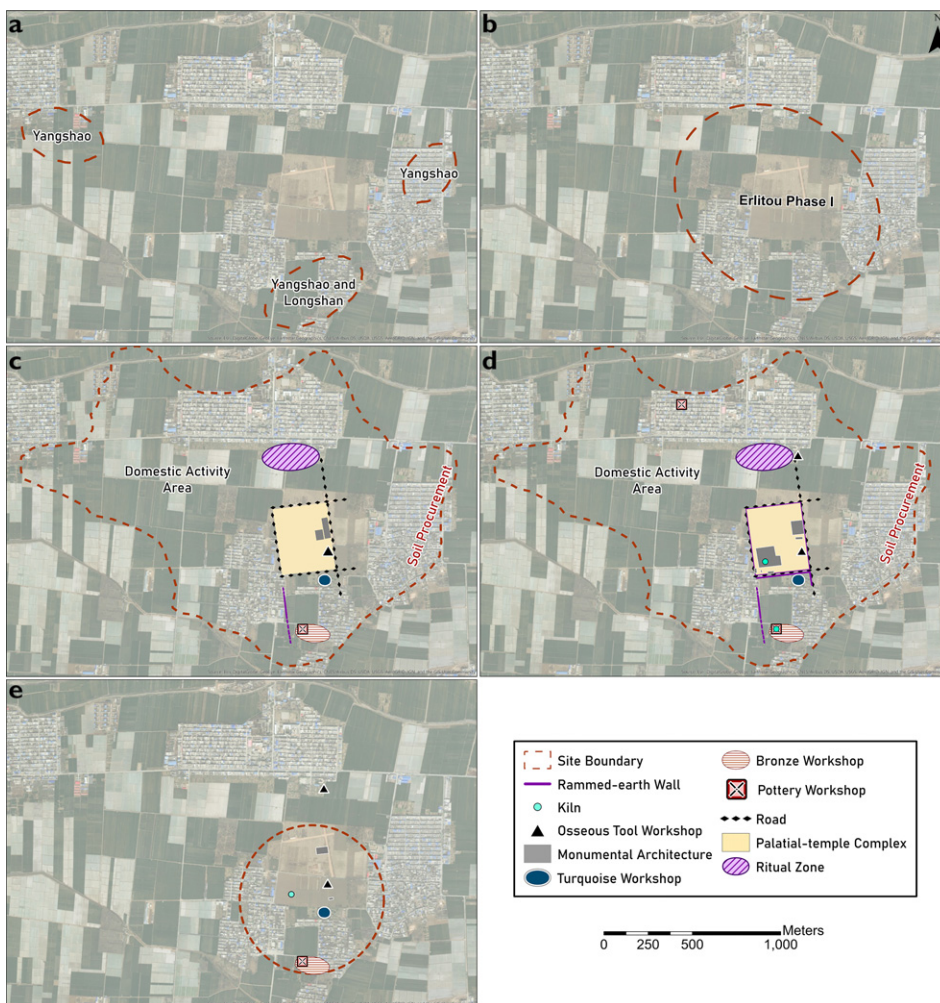 a
b
N
Yangshao
Yangshao
Yangshao and
Longshan
Erlitou Phase I
c
d
Domestic Activity
Area
Soil Procurement
Domestic Activity
Area
Soil Procurement
e
Site Boundary
Rammed-earth Wall
Kiln
Osseous Tool Workshop
Monumental Architecture
Turquoise Workshop
Bronze Workshop
Pottery Workshop
Road
Palatial-temple Complex
Ritual Zone
Meters
0 250 500 1,000